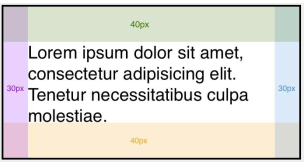 40px
Lorem ipsum dolor sit amet,
consectetur adipisicing elit.
30px
30px
Tenetur necessitatibus culpa
molestiae.
40px